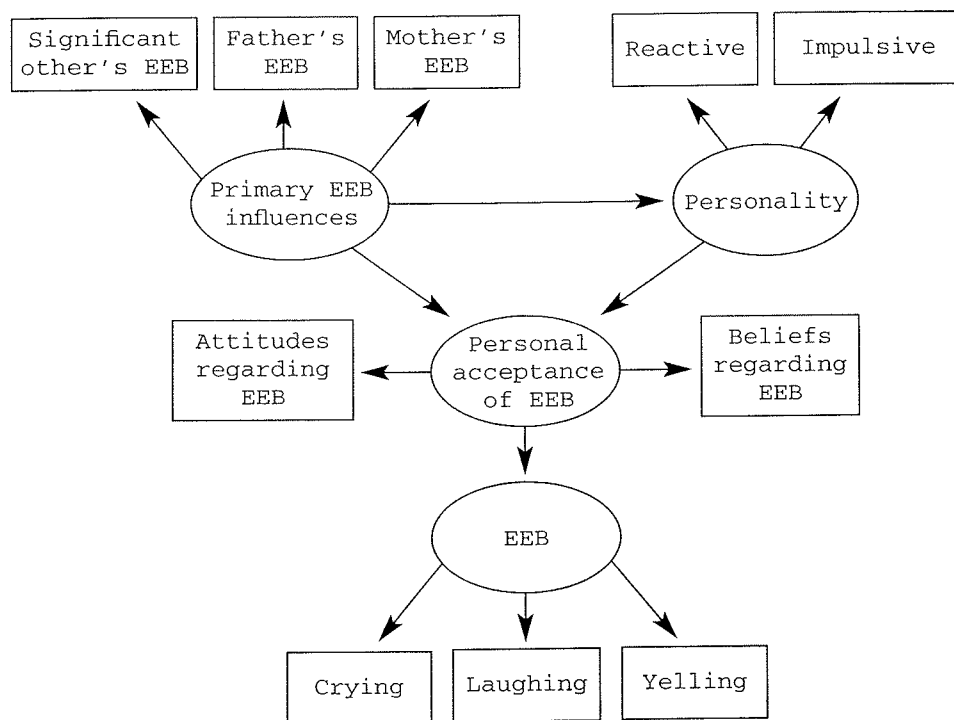 Significant
other's EEB
Father's
EEB
Mother's
EEB
Reactive
Impulsive
Primary EEB
influences
Personality
Attitudes
regarding
EEB
Personal
acceptance
of EEB
Beliefs
regarding
EEB
EEB
Crying
Laughing
Yelling